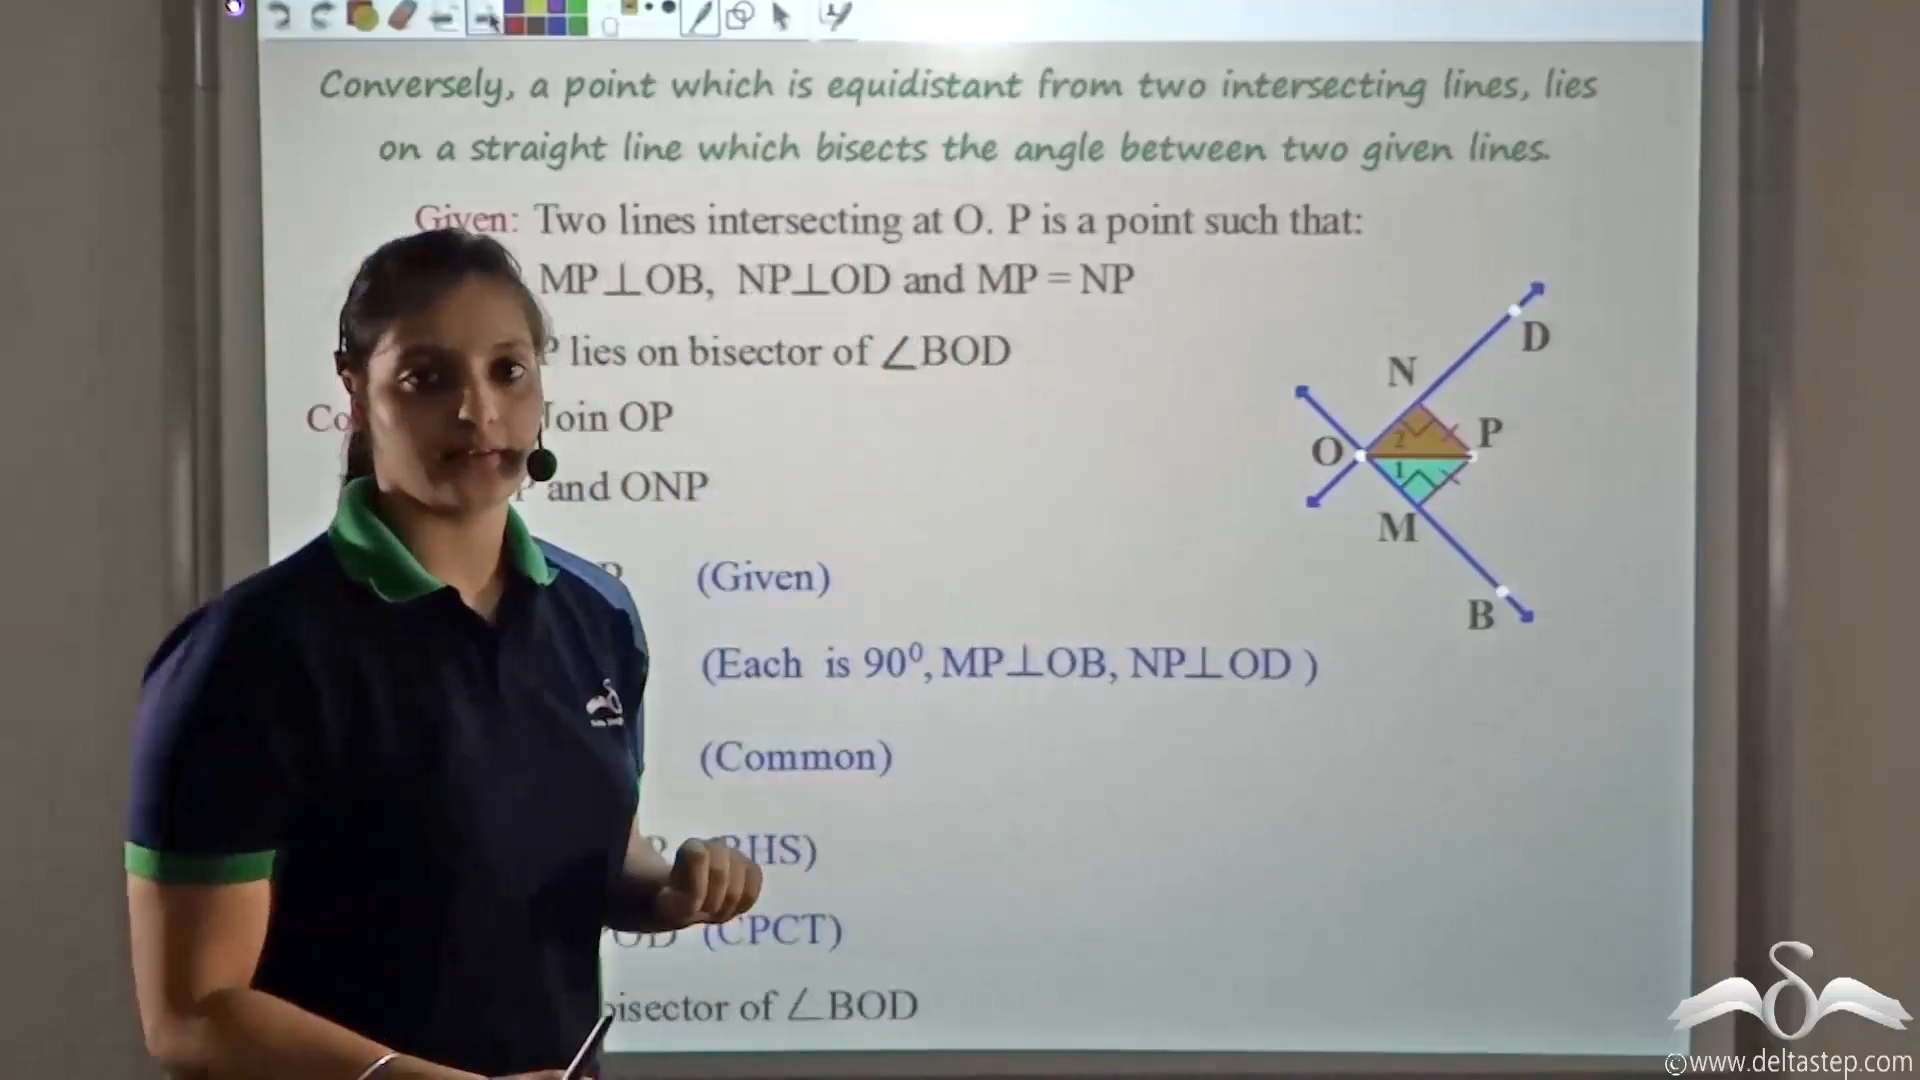 Conversely, a point which is equidistant from two intersecting lines, lies
on a straight line which bisects the angle between two given lines.
Given: Two lines intersecting at O. P is a point such that:
MP⊥OB, NP⊥OD and MP = NP
P lies on bisector of ∠BOD
Join OP
and ONP
(Given)
(Each is 90⁰, MP⊥OB, NP⊥OD )
(Common)
(RHS)
(CPCT)
bisector of ∠BOD
D
N
P
O
2
1
M
B
©www.deltastep.com